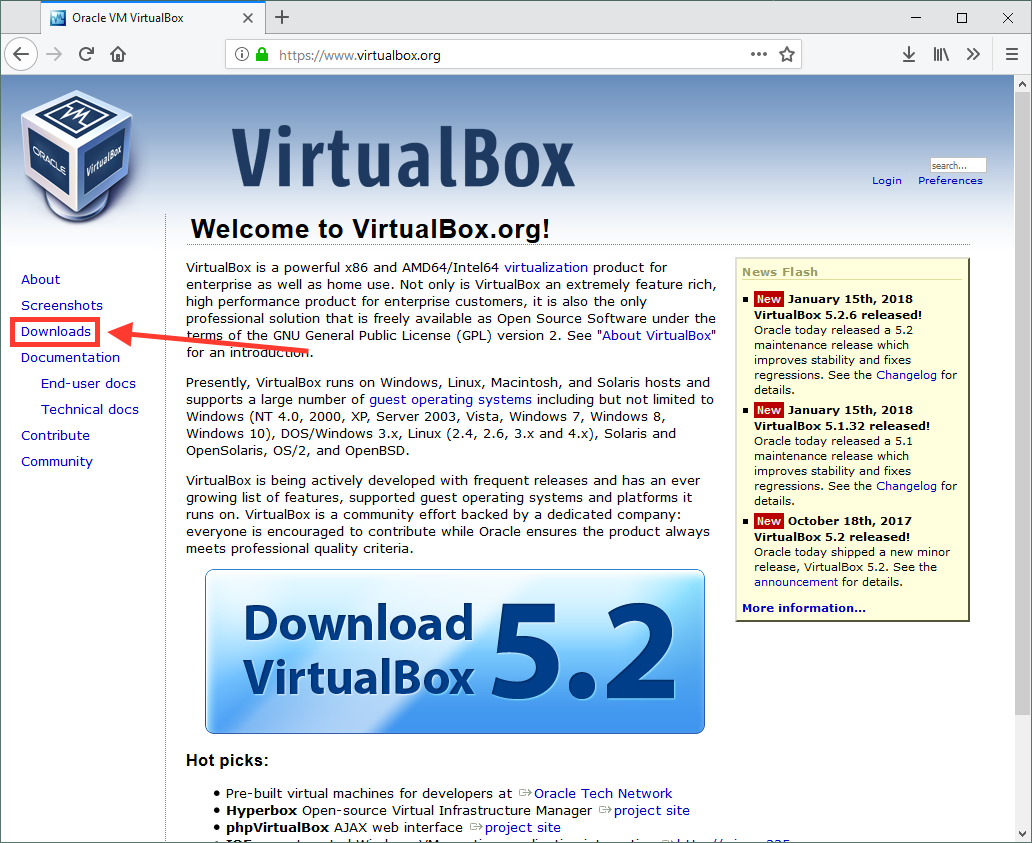 Oracle VM VirtualBox
https://www.virtualbox.org
ORACLE
VirtualBox
VirtualBox
search...
Login Preferences
Welcome to VirtualBox.org!
About
Screenshots
Downloads
Documentation
End-user docs
Technical docs
Contribute
Community
VirtualBox is a powerful x86 and AMD64/Intel64 virtualization product for
enterprise as well as home use. Not only is VirtualBox an extremely feature rich,
high performance product for enterprise customers, it is also the only
professional solution that is freely available as Open Source Software under the
terms of the GNU General Public License (GPL) version 2. See "About VirtualBox"
for an introduction.
Presently, VirtualBox runs on Windows, Linux, Macintosh, and Solaris hosts and
supports a large number of guest operating systems including but not limited to
Windows (NT 4.0, 2000, XP, Server 2003, Vista, Windows 7, Windows 8,
Windows 10), DOS/Windows 3.x, Linux (2.4, 2.6, 3.x and 4.x), Solaris and
OpenSolaris, OS/2, and OpenBSD.
VirtualBox is being actively developed with frequent releases and has an ever
growing list of features, supported guest operating systems and platforms it
runs on. VirtualBox is a community effort backed by a dedicated company:
everyone is encouraged to contribute while Oracle ensures the product always
meets professional quality criteria.
Download
VirtualBox 5.2
Hot picks:
Pre-built virtual machines for developers at Oracle Tech Network
Hyperbox Open-source Virtual Infrastructure Manager project site
phpVirtualBox AJAX web interface project site
News Flash
New January 15th, 2018
VirtualBox 5.2.6 released!
Oracle today released a 5.2
maintenance release which
improves stability and fixes
regressions. See the Changelog for
details.
New January 15th, 2018
VirtualBox 5.1.32 released!
Oracle today released a 5.1
maintenance release which
improves stability and fixes
regressions. See the Changelog for
details.
New October 18th, 2017
VirtualBox 5.2 released!
Oracle today shipped a new minor
release, VirtualBox 5.2. See the
announcement for details.
More information...